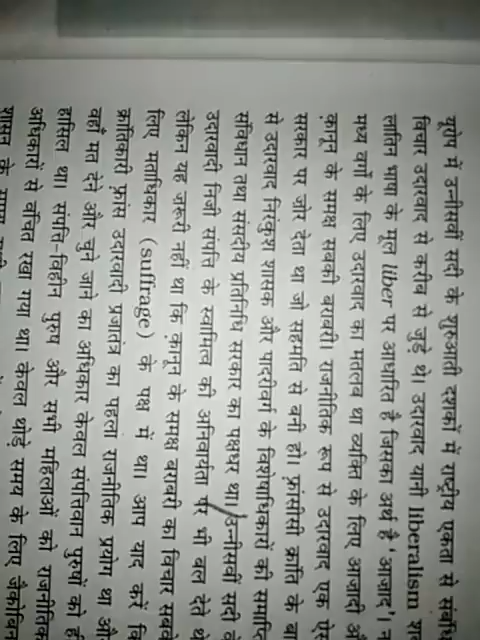 यूरोप में उन्नीसवीं सदी के शुरुआती दशकों में राष्ट्रीय एकता से संबंधि
विचार उदारवाद से करीब से जुड़े थे। उदारवाद यानी liberalism श
लातिन भाषा के मूल liber पर आधारित है जिसका अर्थ है 'आज़ाद'। न
मध्य वर्गों के लिए उदारवाद का मतलब था व्यक्ति के लिए आज़ादी औ
क़ानून के समक्ष सबकी बराबरी। राजनीतिक रूप से उदारवाद एक ऐस
सरकार पर ज़ोर देता था जो सहमति से बनी हो। फ़्रांसीसी क्रांति के बा
से उदारवाद निरंकुश शासक और पादरीवर्ग के विशेषाधिकारों की समाप्ति
संविधान तथा संसदीय प्रतिनिधि सरकार का पक्षधर था। उन्नीसवीं सदी के
उदारवादी निजी संपत्ति के स्वामित्व की अनिवार्यता पर भी बल देते थ
लेकिन यह ज़रूरी नहीं था कि क़ानून के समक्ष बराबरी का विचार सबके
लिए मताधिकार (suffrage) के पक्ष में था। आप याद करें कि
क्रांतिकारी फ़्रांस उदारवादी प्रजातंत्र का पहला राजनीतिक प्रयोग था औ
वहाँ मत देने और चुने जाने का अधिकार केवल संपत्तिवान पुरुषों को ही
हासिल था। संपत्ति-विहीन पुरुष और सभी महिलाओं को राजनीतिक
अधिकारों से वंचित रखा गया था। केवल थोड़े समय के लिए जैकोबिन
शासन के